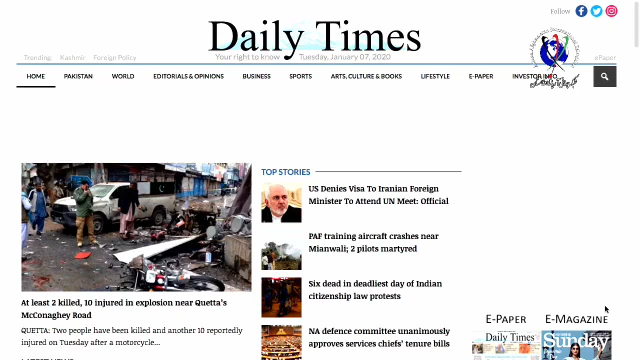 Follow
Daily Times
Trending: Kashmir Foreign Policy
Your right to know Tuesday, January 07, 2020
ePaper
HOME PAKISTAN WORLD EDITORIALS & OPINIONS BUSINESS SPORTS ARTS, CULTURE & BOOKS LIFESTYLE E-PAPER INVESTOR INFO
TOP STORIES
US Denies Visa To Iranian Foreign
Minister To Attend UN Meet: Official
PAF training aircraft crashes near
Mianwali; 2 pilots martyred
Six dead in deadliest day of Indian
citizenship law protests
NA defence committee unanimously
approves services chiefs' tenure bills
At least 2 killed, 10 injured in explosion near Quetta's
McConaghey Road
QUETTA: Two people have been killed and another 10 reportedly
injured on Tuesday after a motorcycle...
E-PAPER E-MAGAZINE
Daily Times
Sunday